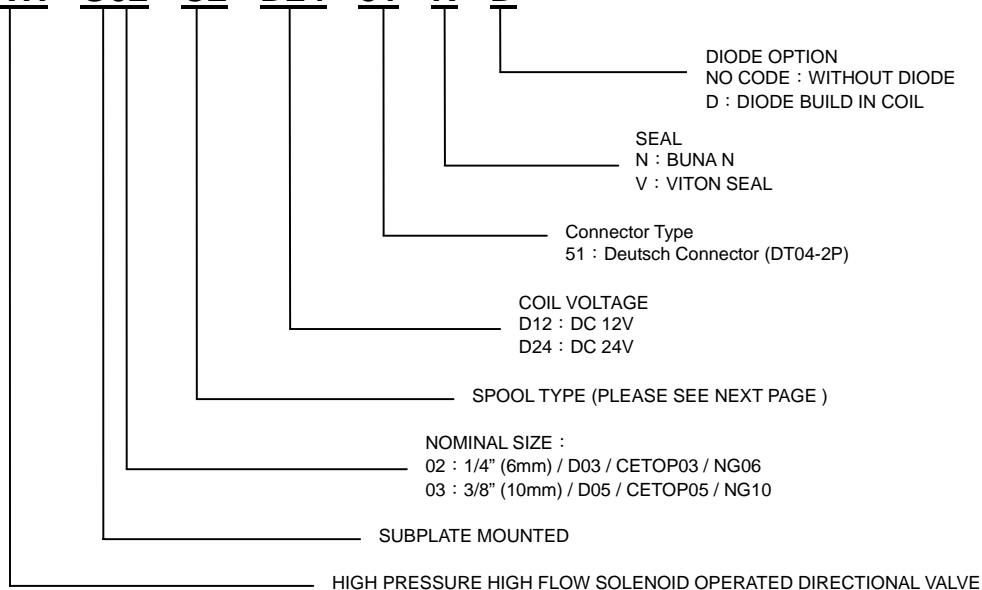 DIODE OPTION
NO CODE：WITHOUT DIODE
D：DIODE BUILD IN COIL
SEAL
N：BUNA N
V：VITON SEAL
Connector Type
51：Deutsch Connector (DT04-2P)
COIL VOLTAGE
D12：DC 12V
D24：DC 24V
SPOOL TYPE (PLEASE SEE NEXT PAGE )
NOMINAL SIZE：
02：1/4” (6mm) / D03 / CETOP03 / NG06
03：3/8” (10mm) / D05 / CETOP05 / NG10
SUBPLATE MOUNTED
HIGH PRESSURE HIGH FLOW SOLENOID OPERATED DIRECTIONAL VALVE